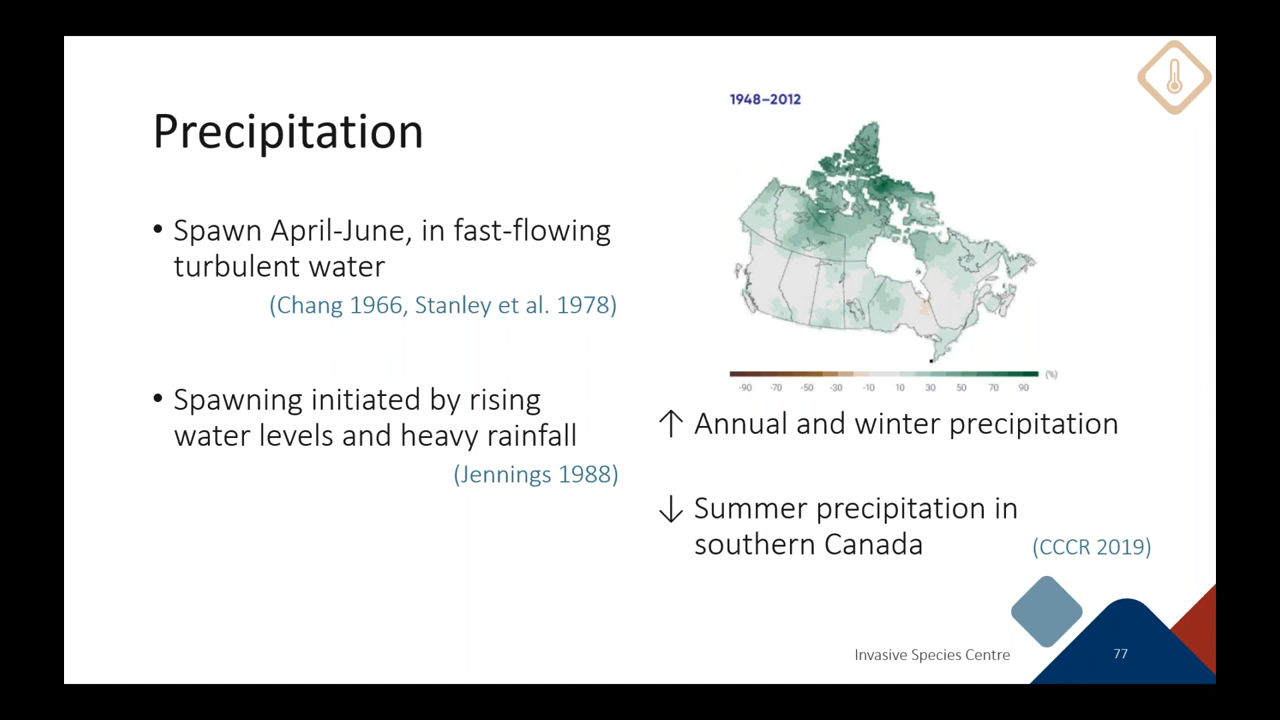 Precipitation
• Spawn April-June, in fast-flowing
turbulent water
(Chang 1966, Stanley et al. 1978)
• Spawning initiated by rising
water levels and heavy rainfall
(Jennings 1988)
1948–2012
-90 -70 -50 -30 -10 10 30 50 70 90 (%)
↑ Annual and winter precipitation
↓ Summer precipitation in
southern Canada (CCCR 2019)
Invasive Species Centre 77